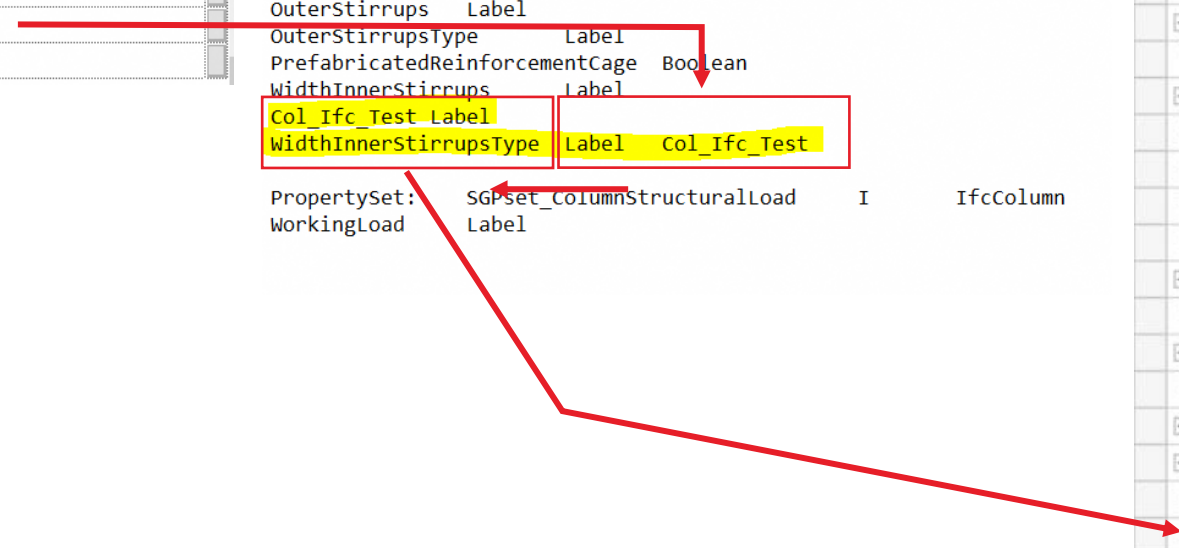 OuterStirrups Label
OuterStirrupsType Label
PrefabricatedReinforcementCage Boolean
WidthInnerStirrups Label
Col_Ifc_Test Label
WidthInnerStirrupsType Label Col_Ifc_Test
PropertySet: SGPset_ColumnStructuralLoad I IfcColumn
WorkingLoad Label